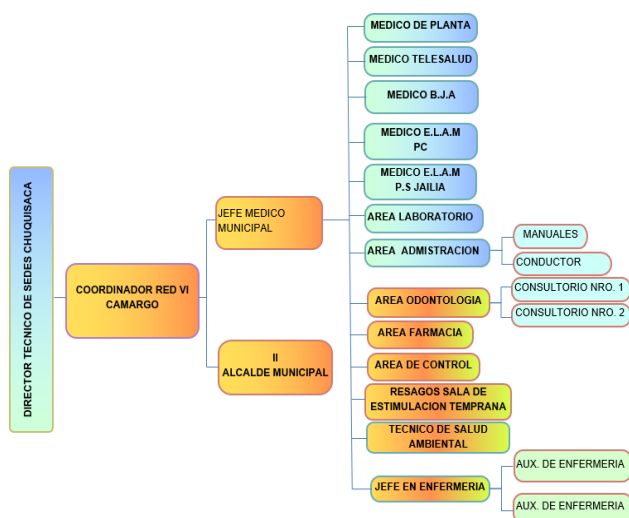 DIRECTOR TECNICO DE SEDES CHUQUISACA
COORDINADOR RED VI
CAMARGO
JEFE MEDICO
MUNICIPAL
II
ALCALDE MUNICIPAL
MEDICO DE PLANTA
MEDICO TELESALUD
MEDICO B.J.A
MEDICO E.L.A.M
PC
MEDICO E.L.A.M
P.S JAILIA
AREA LABORATORIO
AREA ADMISTRACION
MANUALES
CONDUCTOR
AREA ODONTOLOGIA
CONSULTORIO NRO. 1
CONSULTORIO NRO. 2
AREA FARMACIA
AREA DE CONTROL
RESAGOS SALA DE
ESTIMULACION TEMPRANA
TECNICO DE SALUD
AMBIENTAL
JEFE EN ENFERMERIA
AUX. DE ENFERMERIA
AUX. DE ENFERMERIA